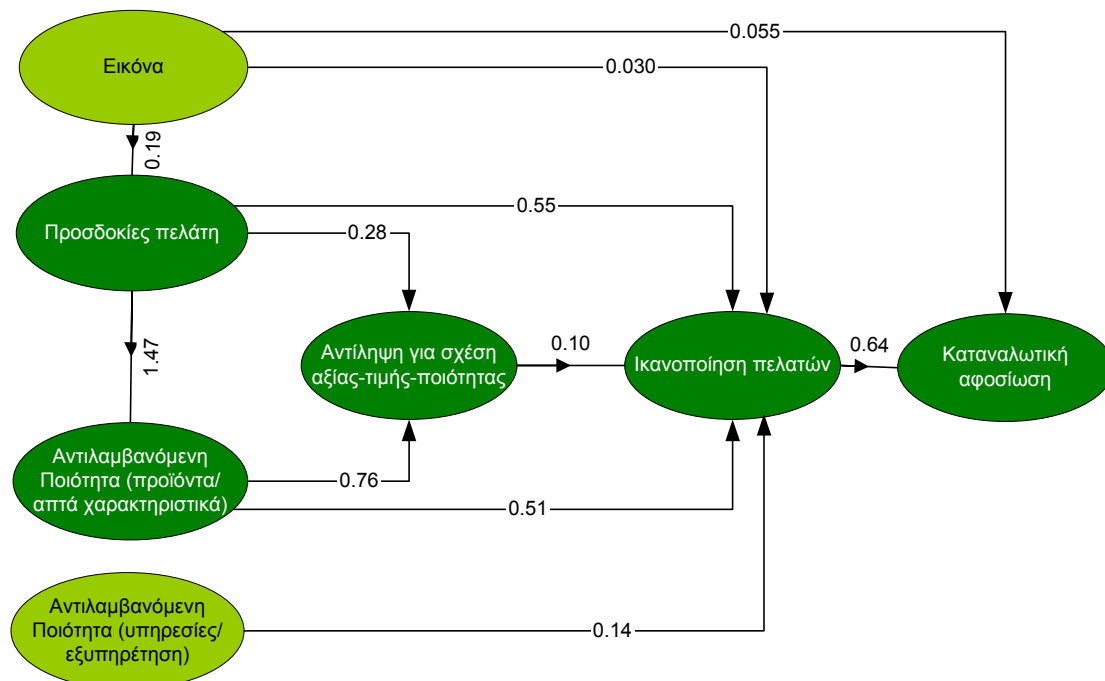 0.055
Εικόνα
0.030
0.19
Προσδοκίες πελάτη
0.55
0.28
1.47
Αντίληψη για σχέση
αξίας-τιμής-ποιότητας
0.10
Ικανοποίηση πελατών
0.64
Καταναλωτική
αφοσίωση
Αντιλαμβανόμενη
Ποιότητα (προϊόντα/
απτά χαρακτηριστικά)
0.76
0.51
Αντιλαμβανόμενη
Ποιότητα (υπηρεσίες/
εξυπηρέτηση)
0.14